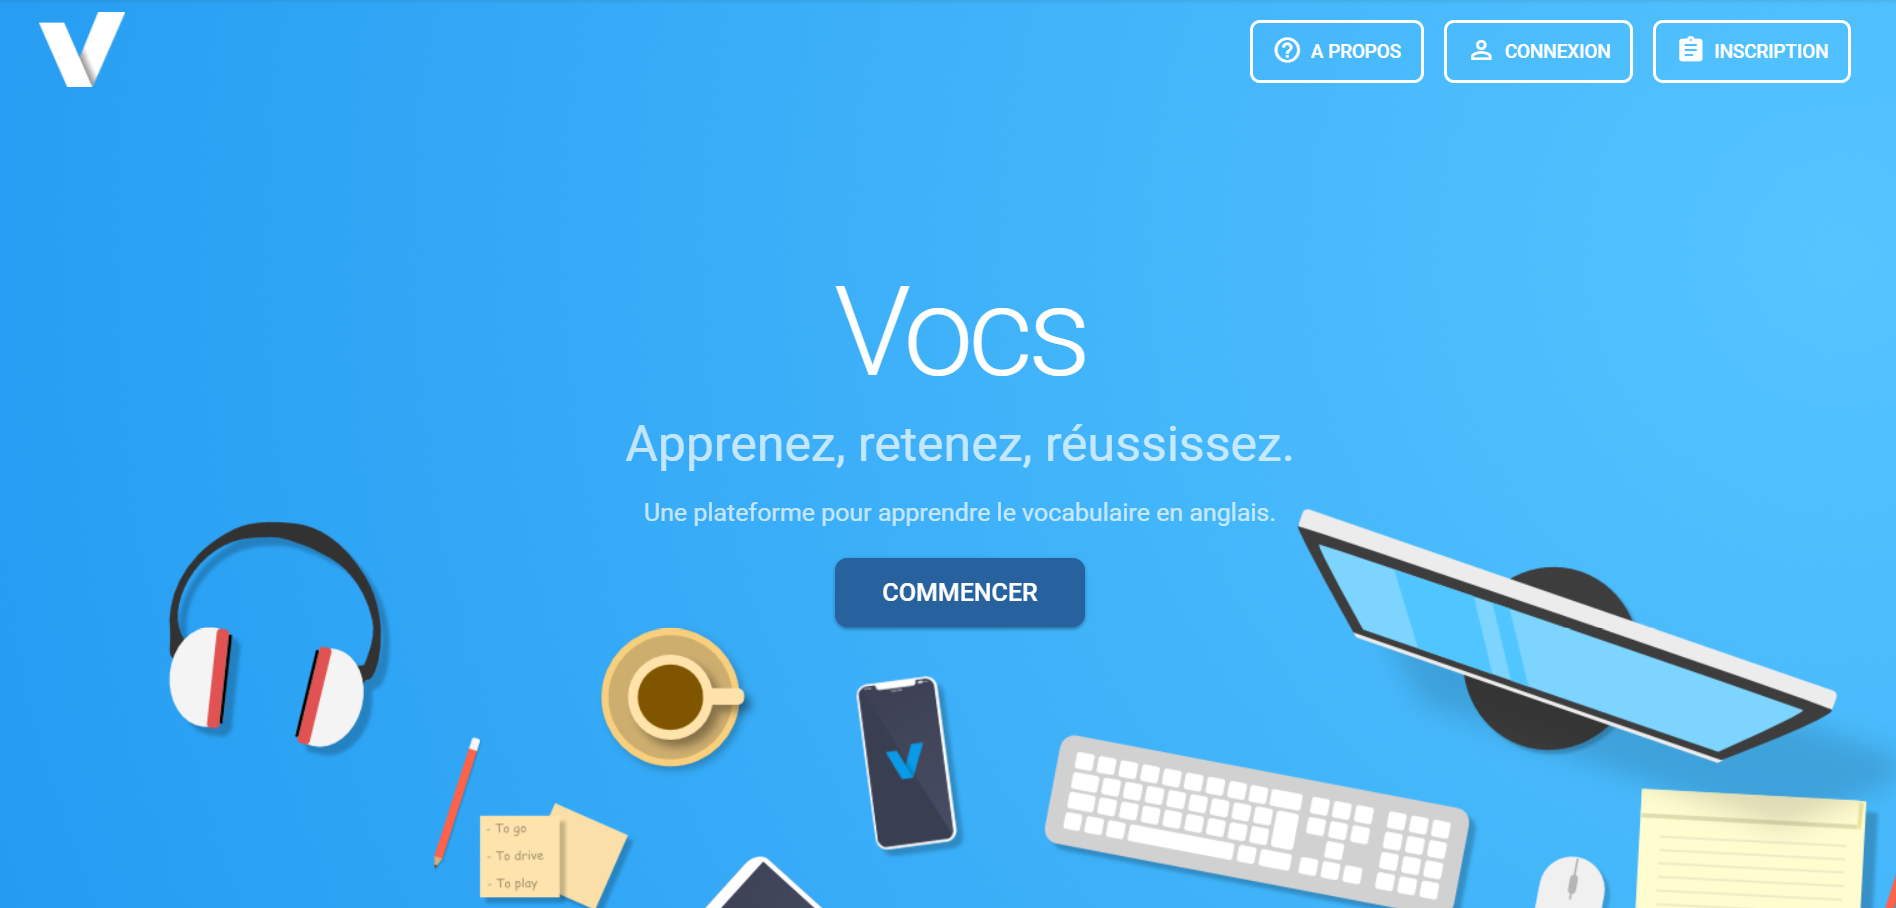 A PROPOS
CONNEXION
INSCRIPTION
Vocs
Apprenez, retenez, réussissez.
Une plateforme pour apprendre le vocabulaire en anglais.
COMMENCER
- To go
- To drive
- To play